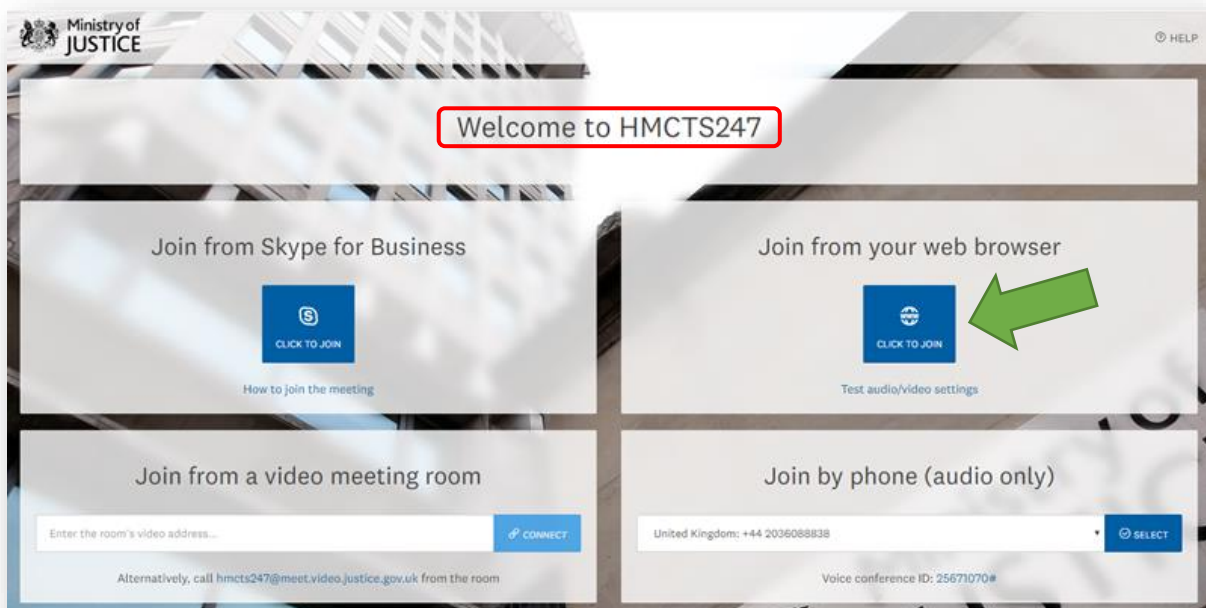 Ministry of
JUSTICE
HELP
Welcome to HMCTS247
Join from Skype for Business
CLICK TO JOIN
How to join the meeting
Join from your web browser
www
CLICK TO JOIN
Test audio/video settings
Join from a video meeting room
Enter the room's video address...
CONNECT
Alternatively, call hmcts247@meet.video.justice.gov.uk from the room
Join by phone (audio only)
United Kingdom: +44 2036088838
SELECT
Voice conference ID: 25671070#